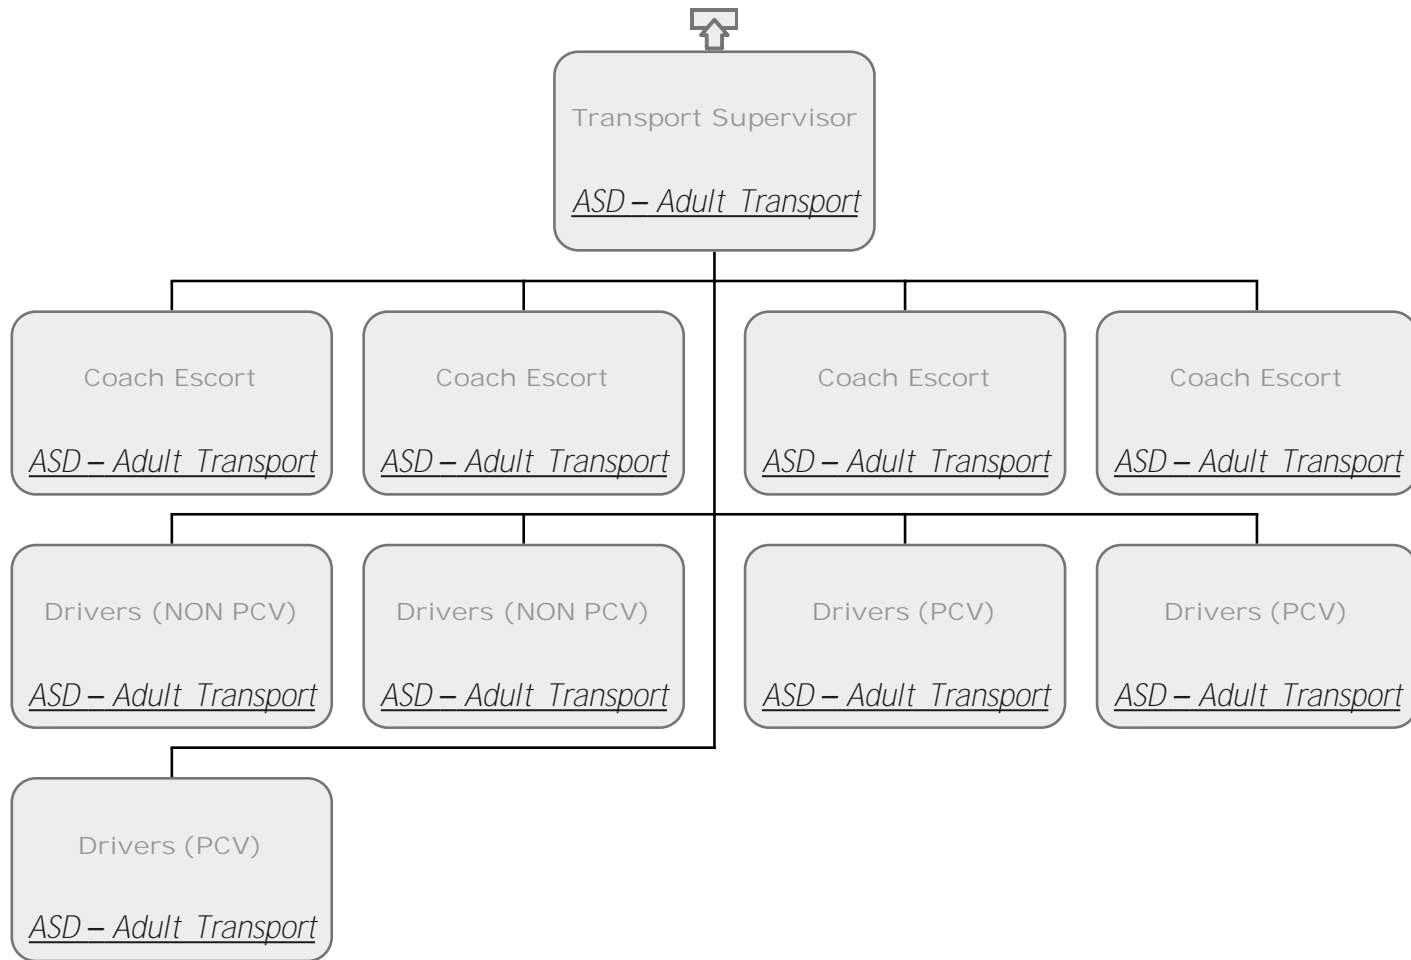 Transport Supervisor
ASD – Adult Transport
Coach Escort
ASD – Adult Transport
Coach Escort
ASD – Adult Transport
Coach Escort
ASD – Adult Transport
Coach Escort
ASD – Adult Transport
Drivers (NON PCV)
ASD – Adult Transport
Drivers (NON PCV)
ASD – Adult Transport
Drivers (PCV)
ASD – Adult Transport
Drivers (PCV)
ASD – Adult Transport
Drivers (PCV)
ASD – Adult Transport